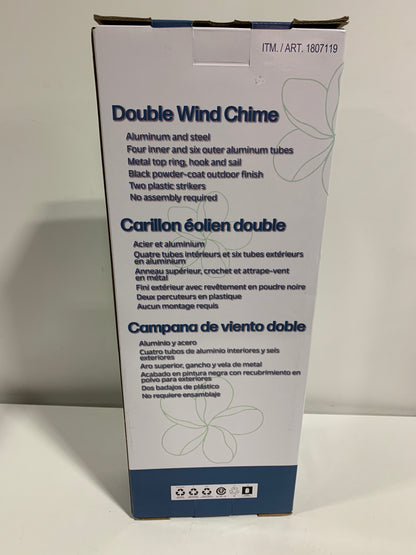 ITM. / ART. 1807119
Double Wind Chime
Aluminum and steel
Four inner and six outer aluminum tubes
Metal top ring, hook and sail
Black powder-coat outdoor finish
Two plastic strikers
No assembly required
Carillon éolien double
Acier et aluminium
Quatre tubes intérieurs et six tubes extérieurs
en aluminium
Anneau supérieur, crochet et attrape-vent
en métal
Fini extérieur avec revêtement en poudre noire
Deux percuteurs en plastique
Aucun montage requis
Campana de viento doble
Aluminio y acero
Cuatro tubos de aluminio interiores y seis
exteriores
Aro superior, gancho y vela de metal
Acabado en pintura negra con recubrimiento en
polvo para exteriores
Dos badajos de plástico
No requiere ensamblaje